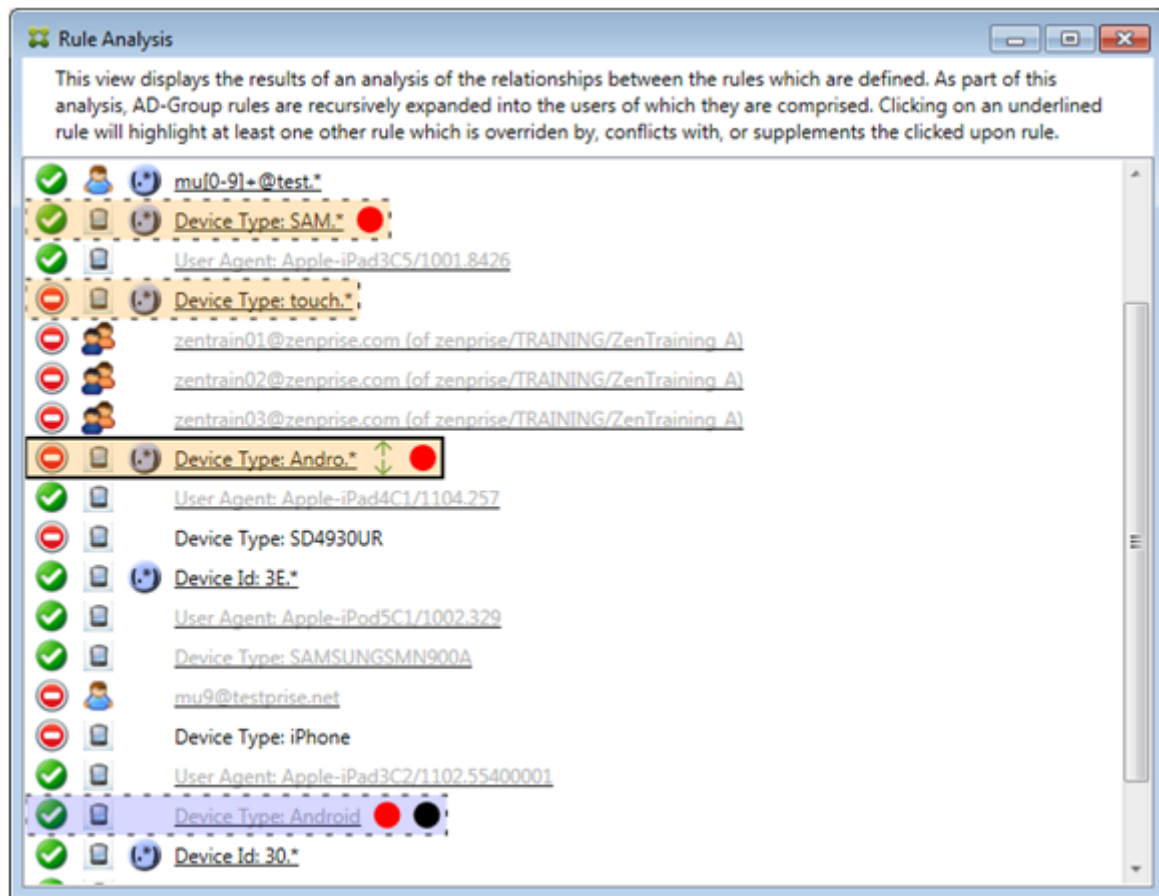 Rule Analysis
This view displays the results of an analysis of the relationships between the rules which are defined. As part of this
analysis, AD-Group rules are recursively expanded into the users of which they are comprised. Clicking on an underlined
rule will highlight at least one other rule which is overriden by, conflicts with, or supplements the clicked upon rule.
(.*) mu[0-9]+@test.*
(.*) Device Type: SAM.*
User Agent: Apple-iPad3C5/1001.8426
(.*) Device Type: touch.*
zentrain01@zenprise.com (of zenprise/TRAINING/ZenTraining_A)
zentrain02@zenprise.com (of zenprise/TRAINING/ZenTraining_A)
zentrain03@zenprise.com (of zenprise/TRAINING/ZenTraining_A)
(.*) Device Type: Andro.*
User Agent: Apple-iPad4C1/1104.257
Device Type: SD4930UR
(.*) Device Id: 3E.*
User Agent: Apple-iPod5C1/1002.329
Device Type: SAMSUNGSMN900A
mu9@testprise.net
Device Type: iPhone
User Agent: Apple-iPad3C2/1102.55400001
Device Type: Android
(.*) Device Id: 30.*